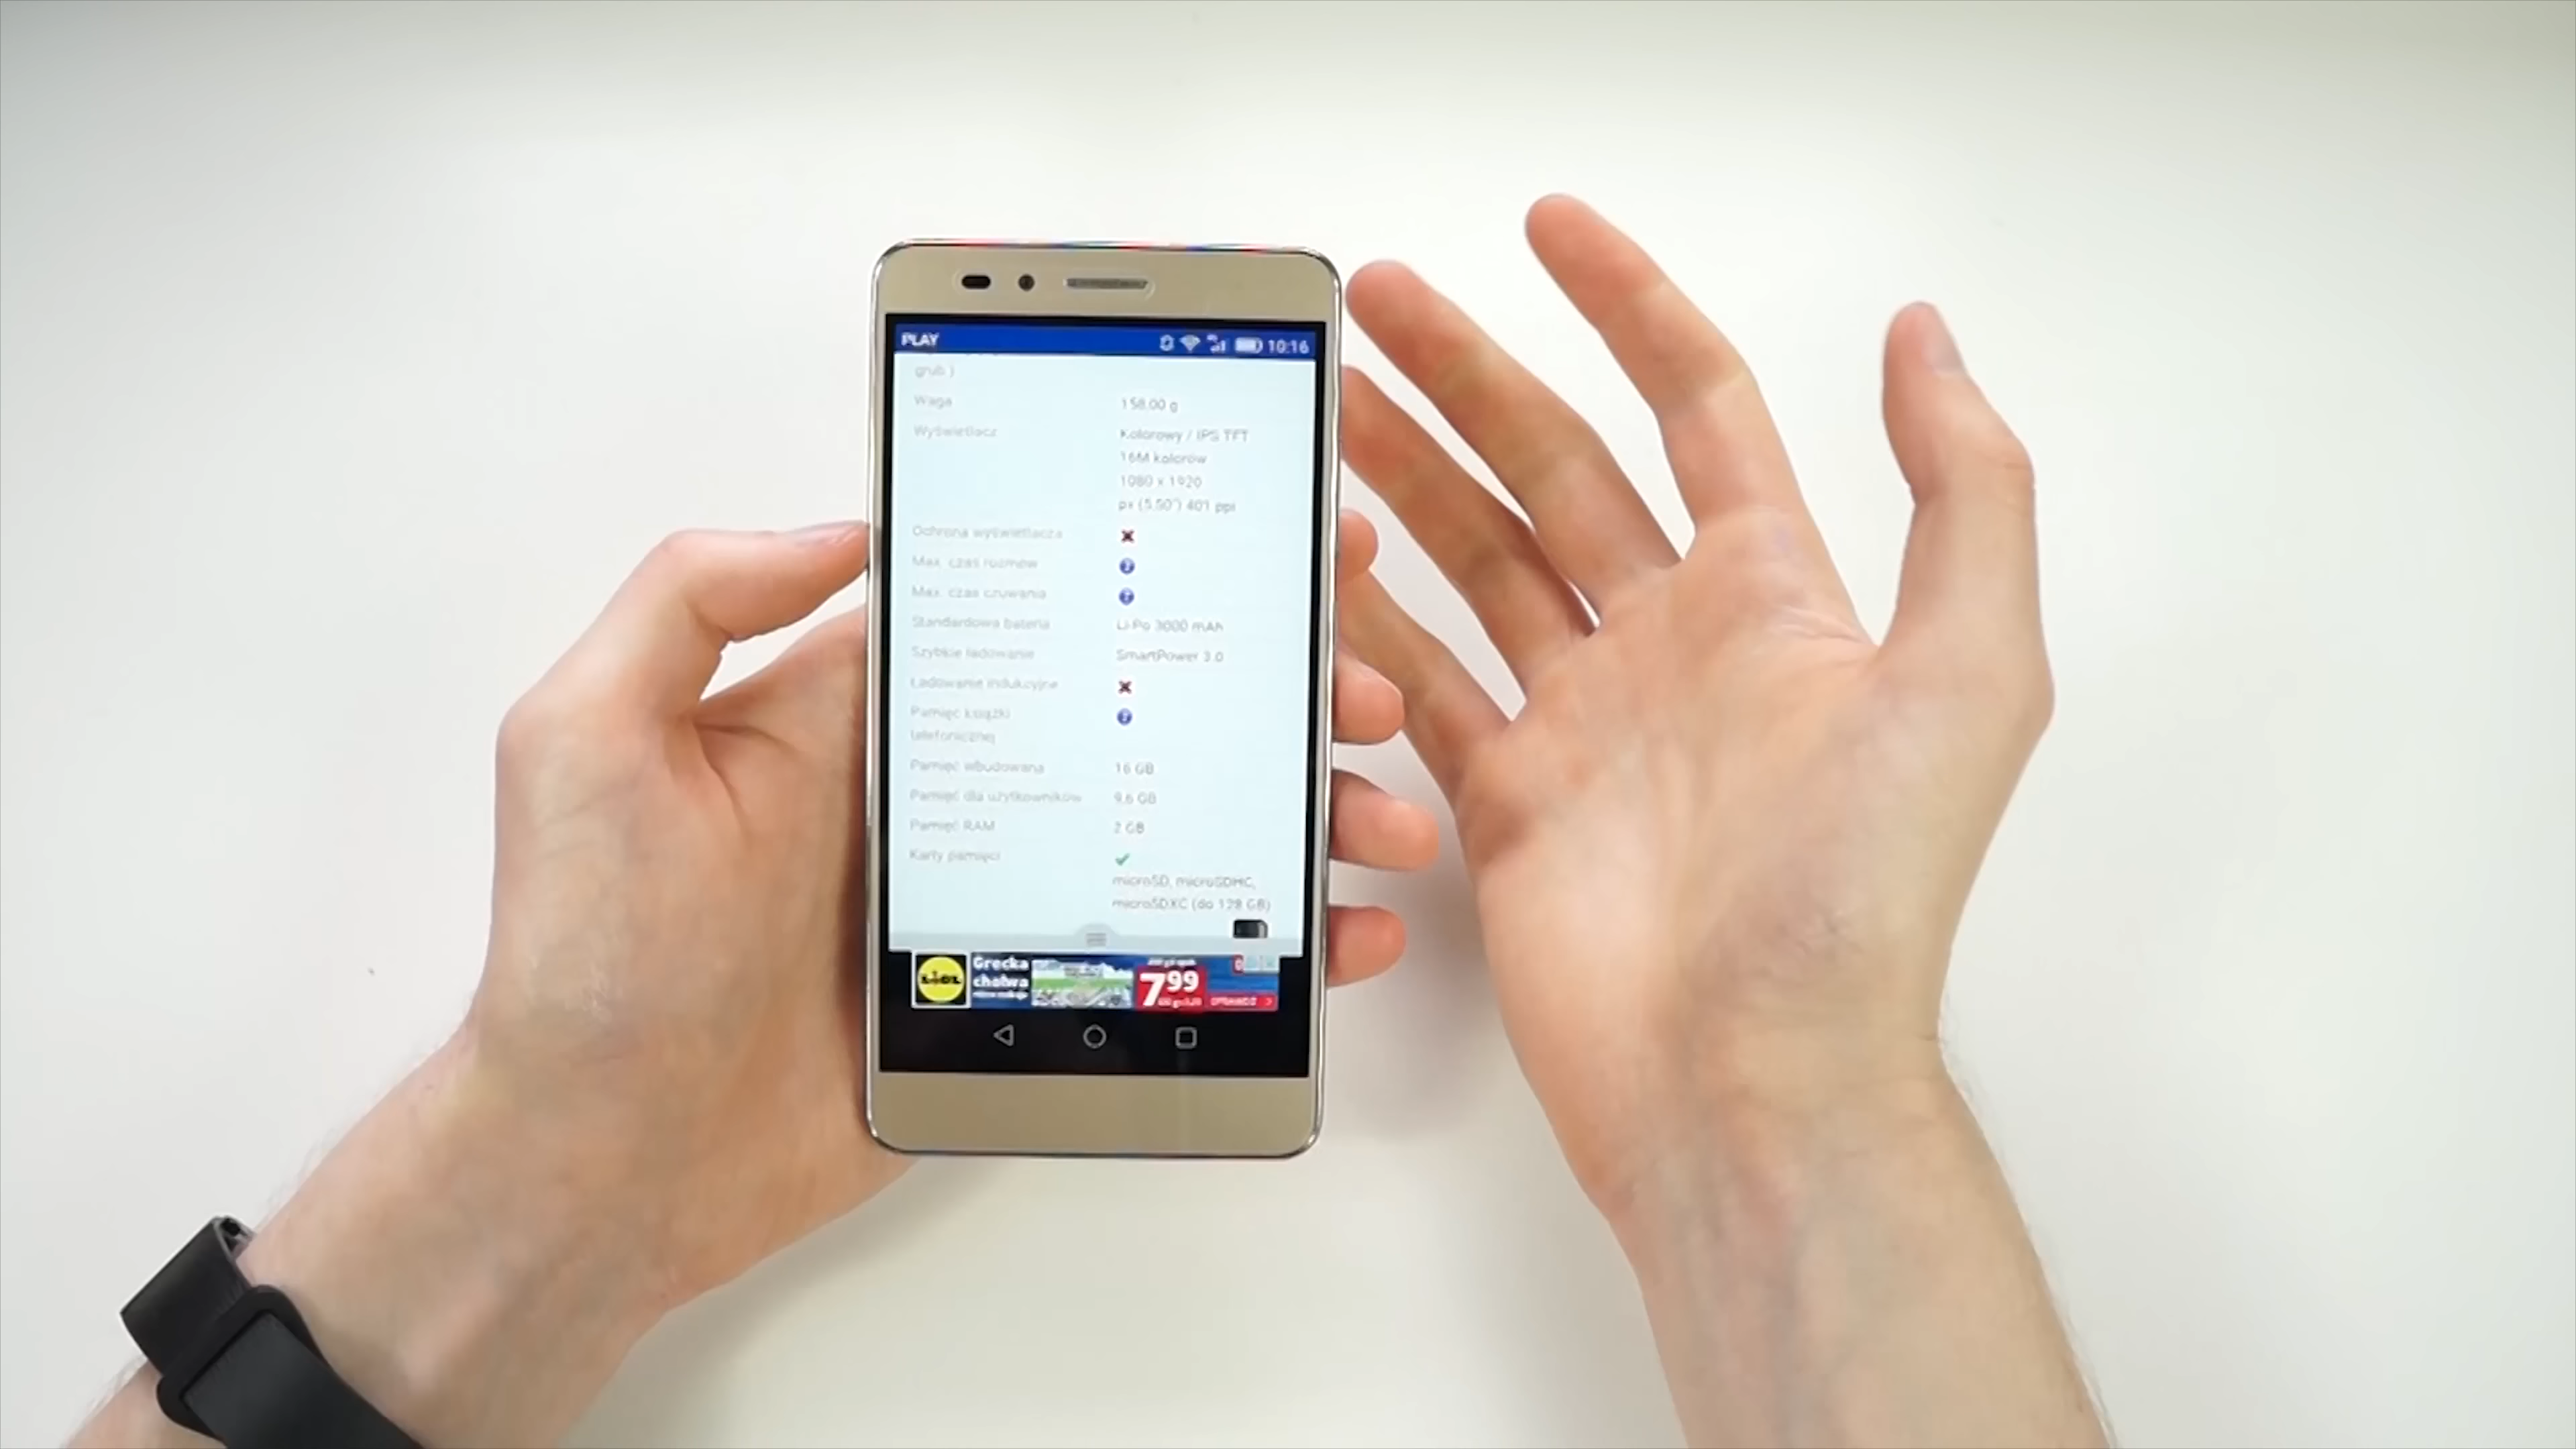 PLAY 10:16
grub.)
Waga 158,00 g
Wyświetlacz Kolorowy / IPS TFT
16M kolorów
1080 x 1920
px (5.50") 401 ppi
Ochrona wyświetlacza
Max. czas rozmów
Max. czas czuwania
Standardowa bateria Li-Po 3000 mAh
Szybkie ładowanie SmartPower 3.0
Ładowanie indukcyjne
Pamięć książki
telefonicznej
Pamięć wbudowana 16 GB
Pamięć dla użytkowników 9,6 GB
Pamięć RAM 2 GB
Karty pamięci
microSD, microSDHC,
microSDXC (do 128 GB)
LIDL
Grecka
chałwa
799